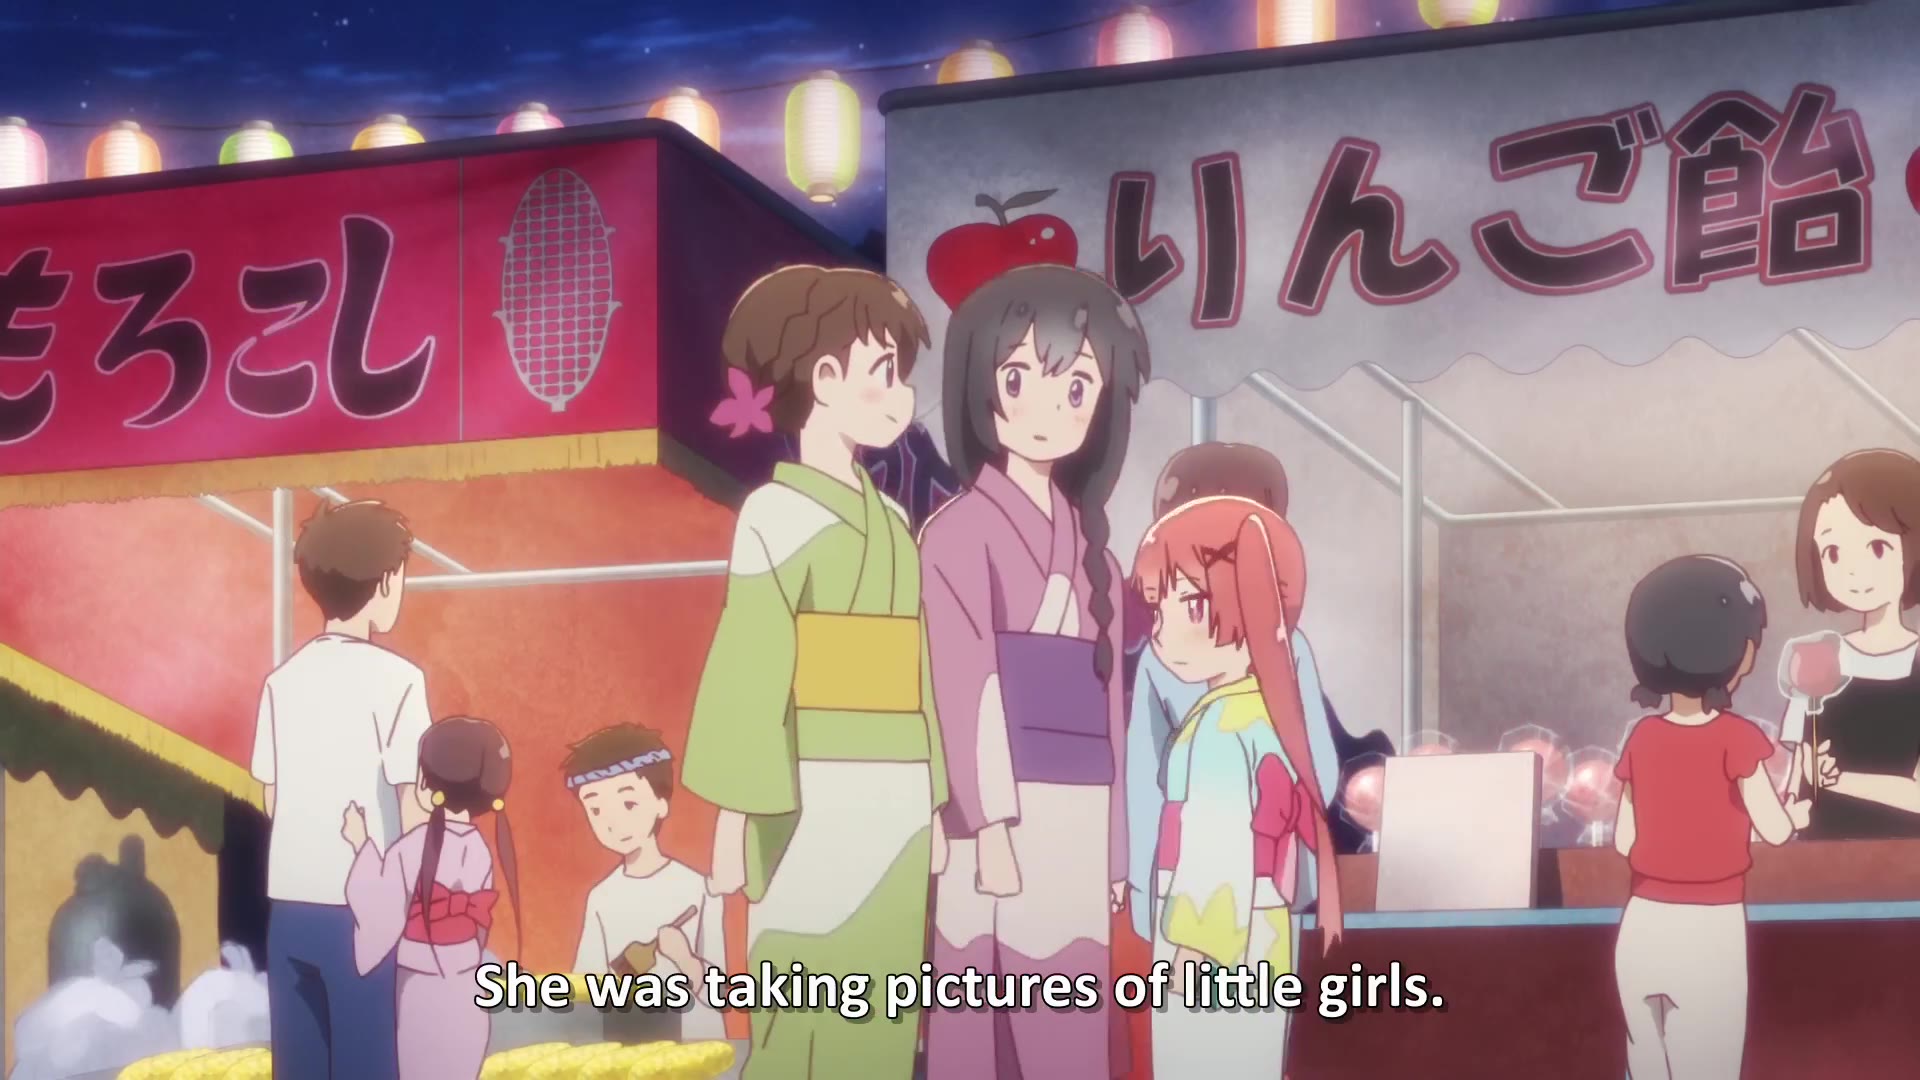 もろこし
りんご飴
She was taking pictures of little girls.